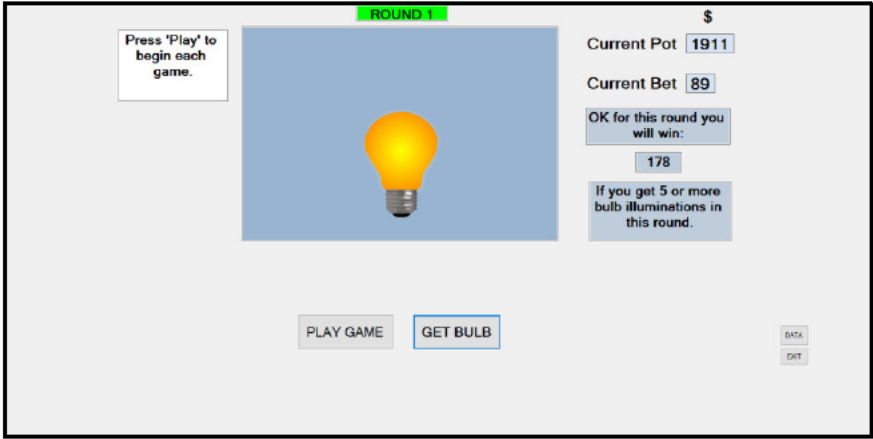 ROUND 1
Press 'Play' to
begin each
game.
$
Current Pot 1911
Current Bet 89
OK for this round you
will win:
178
If you get 5 or more
bulb illuminations in
this round.
PLAY GAME GET BULB
DATA
EXIT